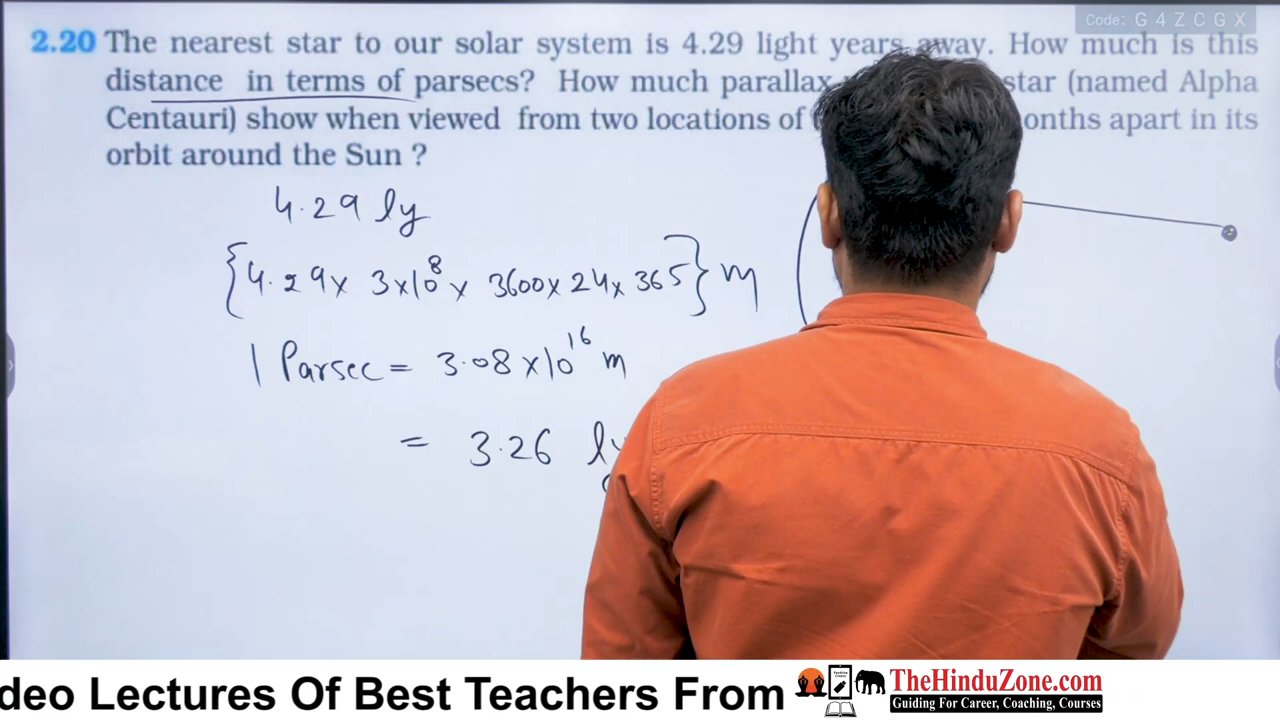 Code: G 4 Z C G X
2.20 The nearest star to our solar system is 4.29 light years away. How much is this
distance in terms of parsecs? How much parallax star (named Alpha
Centauri) show when viewed from two locations of onths apart in its
orbit around the Sun ?
4.29 ly
{4.29 x 3 x 10⁸ x 3600 x 24 x 365} m
1 Parsec = 3.08 x 10¹⁶ m
= 3.26 ly
deo Lectures Of Best Teachers From
TheHinduZone.com
Guiding For Career, Coaching, Courses